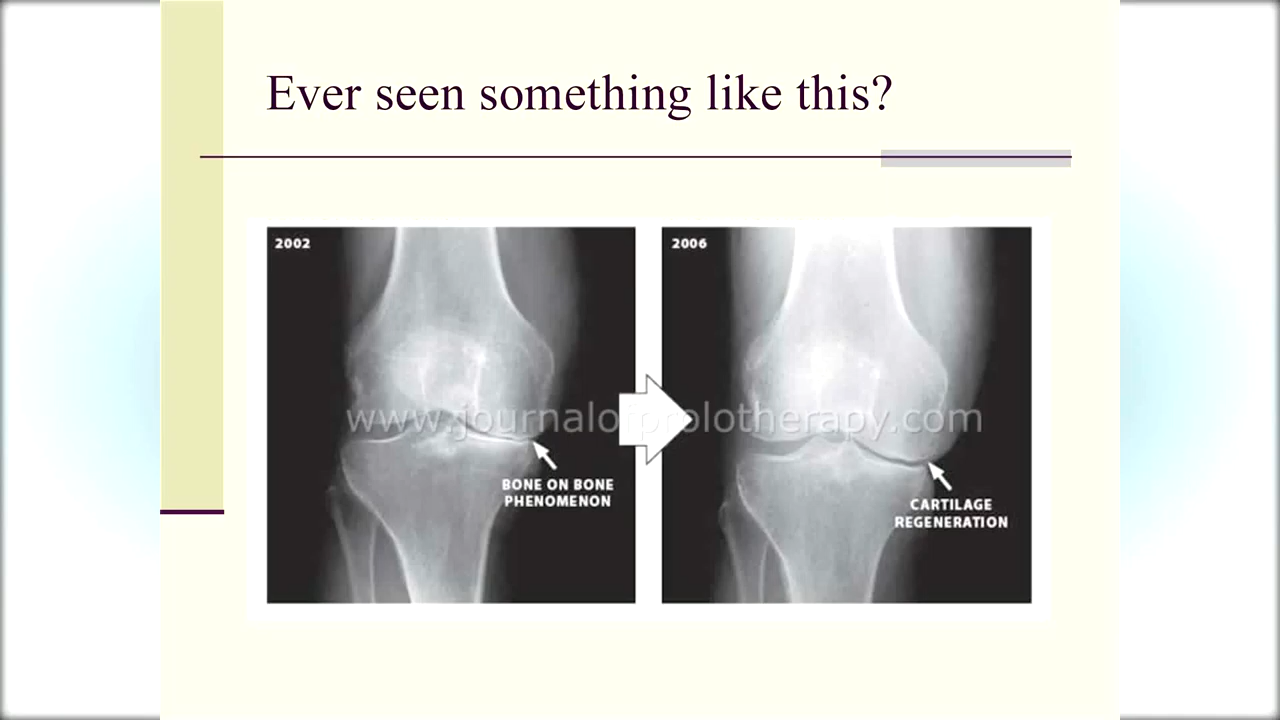 Ever seen something like this?
2002
2006
www.journalofprolotherapy.com
BONE ON BONE
PHENOMENON
CARTILAGE
REGENERATION